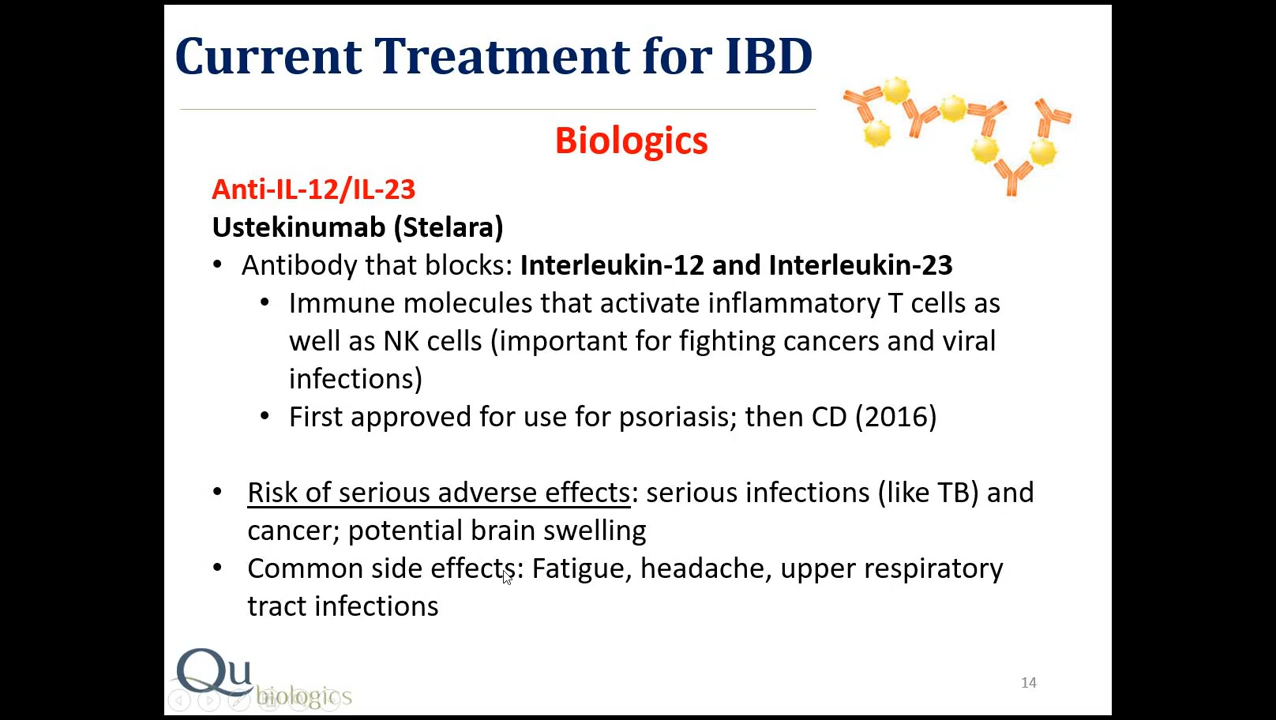 Current Treatment for IBD
Biologics
Anti-IL-12/IL-23
Ustekinumab (Stelara)
• Antibody that blocks: Interleukin-12 and Interleukin-23
• Immune molecules that activate inflammatory T cells as
well as NK cells (important for fighting cancers and viral
infections)
• First approved for use for psoriasis; then CD (2016)
• Risk of serious adverse effects: serious infections (like TB) and
cancer; potential brain swelling
• Common side effects: Fatigue, headache, upper respiratory
tract infections
Qu
biologics
14